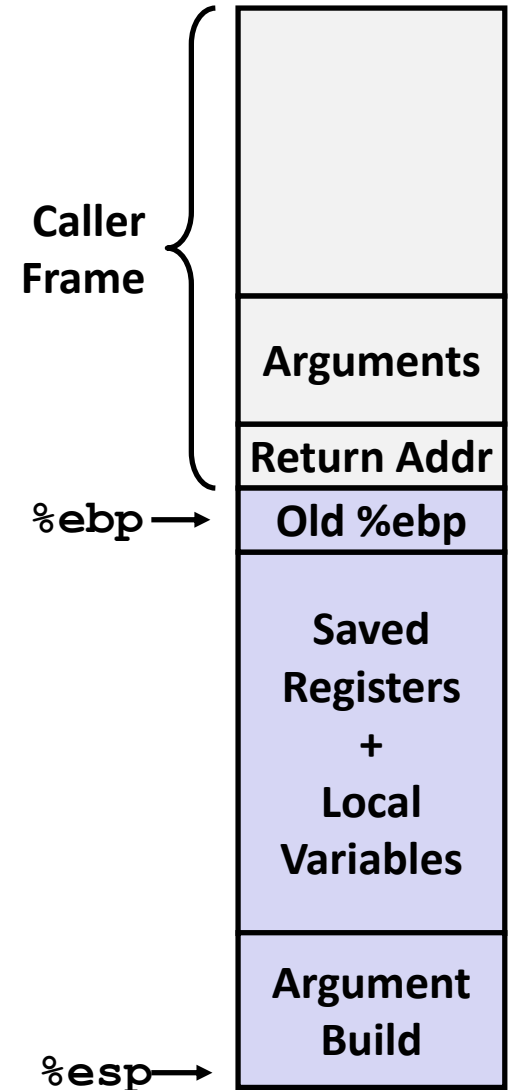 Caller
Frame
Arguments
Return Addr
%ebp
Old %ebp
Saved
Registers
+
Local
Variables
Argument
Build
%esp